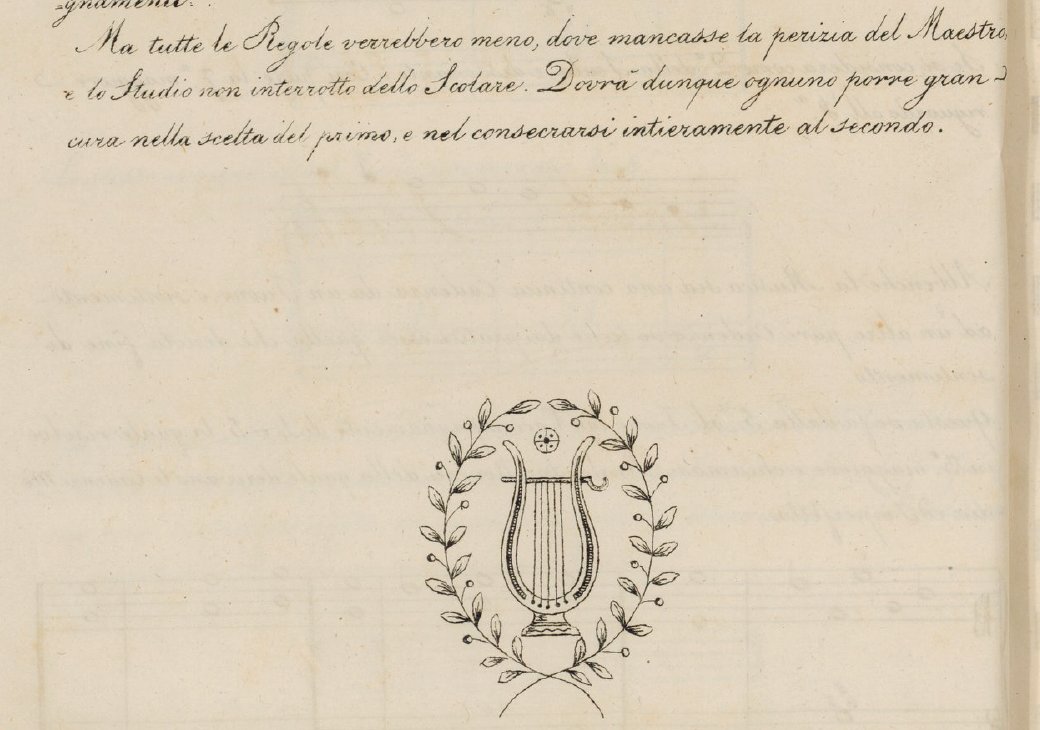 -gnamenti.
Ma tutte le Regole verrebbero meno, dove mancasse la perizia del Maestro,
e lo Studio non interrotto dello Scolare. Dovrà dunque ognuno porre gran-
cura nella scelta del primo, e nel consecrarsi intieramente al secondo.